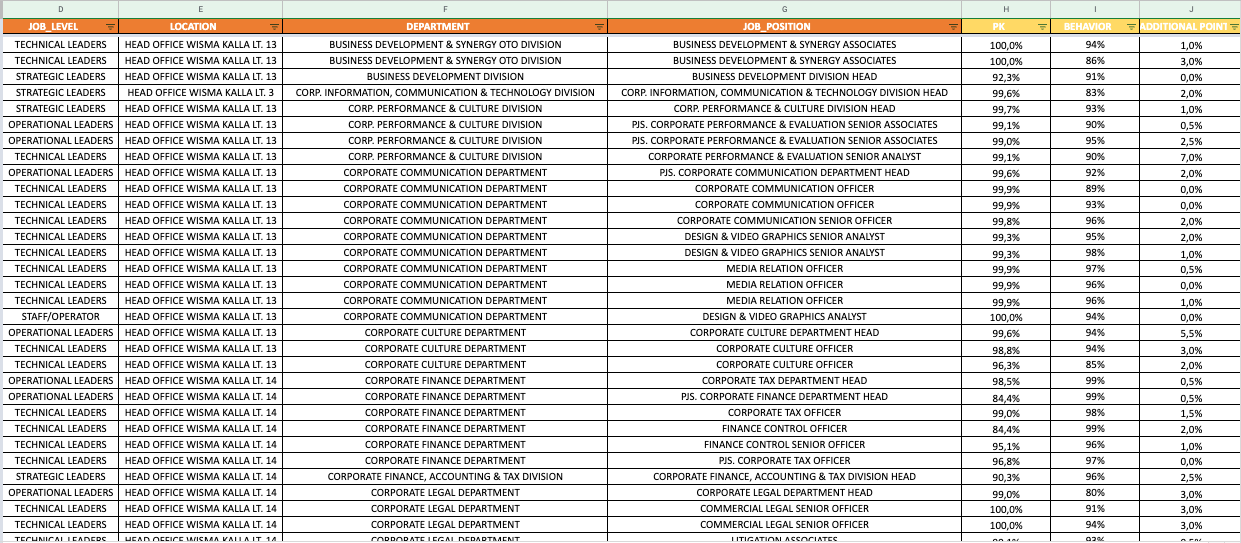 D E F G H I J
JOB_LEVEL LOCATION DEPARTMENT JOB_POSITION PK BEHAVIOR ADDITIONAL POINT
TECHNICAL LEADERS HEAD OFFICE WISMA KALLA LT. 13 BUSINESS DEVELOPMENT & SYNERGY OTO DIVISION BUSINESS DEVELOPMENT & SYNERGY ASSOCIATES 100,0% 94% 1,0%
TECHNICAL LEADERS HEAD OFFICE WISMA KALLA LT. 13 BUSINESS DEVELOPMENT & SYNERGY OTO DIVISION BUSINESS DEVELOPMENT & SYNERGY ASSOCIATES 100,0% 86% 3,0%
STRATEGIC LEADERS HEAD OFFICE WISMA KALLA LT. 13 BUSINESS DEVELOPMENT DIVISION BUSINESS DEVELOPMENT DIVISION HEAD 92,3% 91% 0,0%
STRATEGIC LEADERS HEAD OFFICE WISMA KALLA LT. 3 CORP. INFORMATION, COMMUNICATION & TECHNOLOGY DIVISION CORP. INFORMATION, COMMUNICATION & TECHNOLOGY DIVISION HEAD 99,6% 83% 2,0%
STRATEGIC LEADERS HEAD OFFICE WISMA KALLA LT. 13 CORP. PERFORMANCE & CULTURE DIVISION CORP. PERFORMANCE & CULTURE DIVISION HEAD 99,7% 93% 1,0%
OPERATIONAL LEADERS HEAD OFFICE WISMA KALLA LT. 13 CORP. PERFORMANCE & CULTURE DIVISION PJS. CORPORATE PERFORMANCE & EVALUATION SENIOR ASSOCIATES 99,1% 90% 0,5%
OPERATIONAL LEADERS HEAD OFFICE WISMA KALLA LT. 13 CORP. PERFORMANCE & CULTURE DIVISION PJS. CORPORATE PERFORMANCE & EVALUATION SENIOR ASSOCIATES 99,0% 95% 2,5%
TECHNICAL LEADERS HEAD OFFICE WISMA KALLA LT. 13 CORP. PERFORMANCE & CULTURE DIVISION CORPORATE PERFORMANCE & EVALUATION SENIOR ANALYST 99,1% 90% 7,0%
OPERATIONAL LEADERS HEAD OFFICE WISMA KALLA LT. 13 CORPORATE COMMUNICATION DEPARTMENT PJS. CORPORATE COMMUNICATION DEPARTMENT HEAD 99,6% 92% 2,0%
TECHNICAL LEADERS HEAD OFFICE WISMA KALLA LT. 13 CORPORATE COMMUNICATION DEPARTMENT CORPORATE COMMUNICATION OFFICER 99,9% 89% 0,0%
TECHNICAL LEADERS HEAD OFFICE WISMA KALLA LT. 13 CORPORATE COMMUNICATION DEPARTMENT CORPORATE COMMUNICATION OFFICER 99,9% 93% 0,0%
TECHNICAL LEADERS HEAD OFFICE WISMA KALLA LT. 13 CORPORATE COMMUNICATION DEPARTMENT CORPORATE COMMUNICATION SENIOR OFFICER 99,8% 96% 2,0%
TECHNICAL LEADERS HEAD OFFICE WISMA KALLA LT. 13 CORPORATE COMMUNICATION DEPARTMENT DESIGN & VIDEO GRAPHICS SENIOR ANALYST 99,3% 95% 2,0%
TECHNICAL LEADERS HEAD OFFICE WISMA KALLA LT. 13 CORPORATE COMMUNICATION DEPARTMENT DESIGN & VIDEO GRAPHICS SENIOR ANALYST 99,3% 98% 1,0%
TECHNICAL LEADERS HEAD OFFICE WISMA KALLA LT. 13 CORPORATE COMMUNICATION DEPARTMENT MEDIA RELATION OFFICER 99,9% 97% 0,5%
TECHNICAL LEADERS HEAD OFFICE WISMA KALLA LT. 13 CORPORATE COMMUNICATION DEPARTMENT MEDIA RELATION OFFICER 99,9% 96% 0,0%
TECHNICAL LEADERS HEAD OFFICE WISMA KALLA LT. 13 CORPORATE COMMUNICATION DEPARTMENT MEDIA RELATION OFFICER 99,9% 96% 1,0%
STAFF/OPERATOR HEAD OFFICE WISMA KALLA LT. 13 CORPORATE COMMUNICATION DEPARTMENT DESIGN & VIDEO GRAPHICS ANALYST 100,0% 94% 0,0%
OPERATIONAL LEADERS HEAD OFFICE WISMA KALLA LT. 13 CORPORATE CULTURE DEPARTMENT CORPORATE CULTURE DEPARTMENT HEAD 99,6% 94% 5,5%
TECHNICAL LEADERS HEAD OFFICE WISMA KALLA LT. 13 CORPORATE CULTURE DEPARTMENT CORPORATE CULTURE OFFICER 98,8% 94% 3,0%
TECHNICAL LEADERS HEAD OFFICE WISMA KALLA LT. 13 CORPORATE CULTURE DEPARTMENT CORPORATE CULTURE OFFICER 96,3% 85% 2,0%
OPERATIONAL LEADERS HEAD OFFICE WISMA KALLA LT. 14 CORPORATE FINANCE DEPARTMENT CORPORATE TAX DEPARTMENT HEAD 98,5% 99% 0,5%
OPERATIONAL LEADERS HEAD OFFICE WISMA KALLA LT. 14 CORPORATE FINANCE DEPARTMENT PJS. CORPORATE FINANCE DEPARTMENT HEAD 84,4% 99% 0,5%
TECHNICAL LEADERS HEAD OFFICE WISMA KALLA LT. 14 CORPORATE FINANCE DEPARTMENT CORPORATE TAX OFFICER 99,0% 98% 1,5%
TECHNICAL LEADERS HEAD OFFICE WISMA KALLA LT. 14 CORPORATE FINANCE DEPARTMENT FINANCE CONTROL OFFICER 84,4% 99% 2,0%
TECHNICAL LEADERS HEAD OFFICE WISMA KALLA LT. 14 CORPORATE FINANCE DEPARTMENT FINANCE CONTROL SENIOR OFFICER 95,1% 96% 1,0%
TECHNICAL LEADERS HEAD OFFICE WISMA KALLA LT. 14 CORPORATE FINANCE DEPARTMENT PJS. CORPORATE TAX OFFICER 96,8% 97% 0,0%
STRATEGIC LEADERS HEAD OFFICE WISMA KALLA LT. 14 CORPORATE FINANCE, ACCOUNTING & TAX DIVISION CORPORATE FINANCE, ACCOUNTING & TAX DIVISION HEAD 90,3% 96% 2,5%
OPERATIONAL LEADERS HEAD OFFICE WISMA KALLA LT. 14 CORPORATE LEGAL DEPARTMENT CORPORATE LEGAL DEPARTMENT HEAD 99,0% 80% 3,0%
TECHNICAL LEADERS HEAD OFFICE WISMA KALLA LT. 14 CORPORATE LEGAL DEPARTMENT COMMERCIAL LEGAL SENIOR OFFICER 100,0% 91% 3,0%
TECHNICAL LEADERS HEAD OFFICE WISMA KALLA LT. 14 CORPORATE LEGAL DEPARTMENT COMMERCIAL LEGAL SENIOR OFFICER 100,0% 94% 3,0%
TECHNICAL LEADERS HEAD OFFICE WISMA KALLA LT. 14 CORPORATE LEGAL DEPARTMENT LITIGATION ASSOCIATES